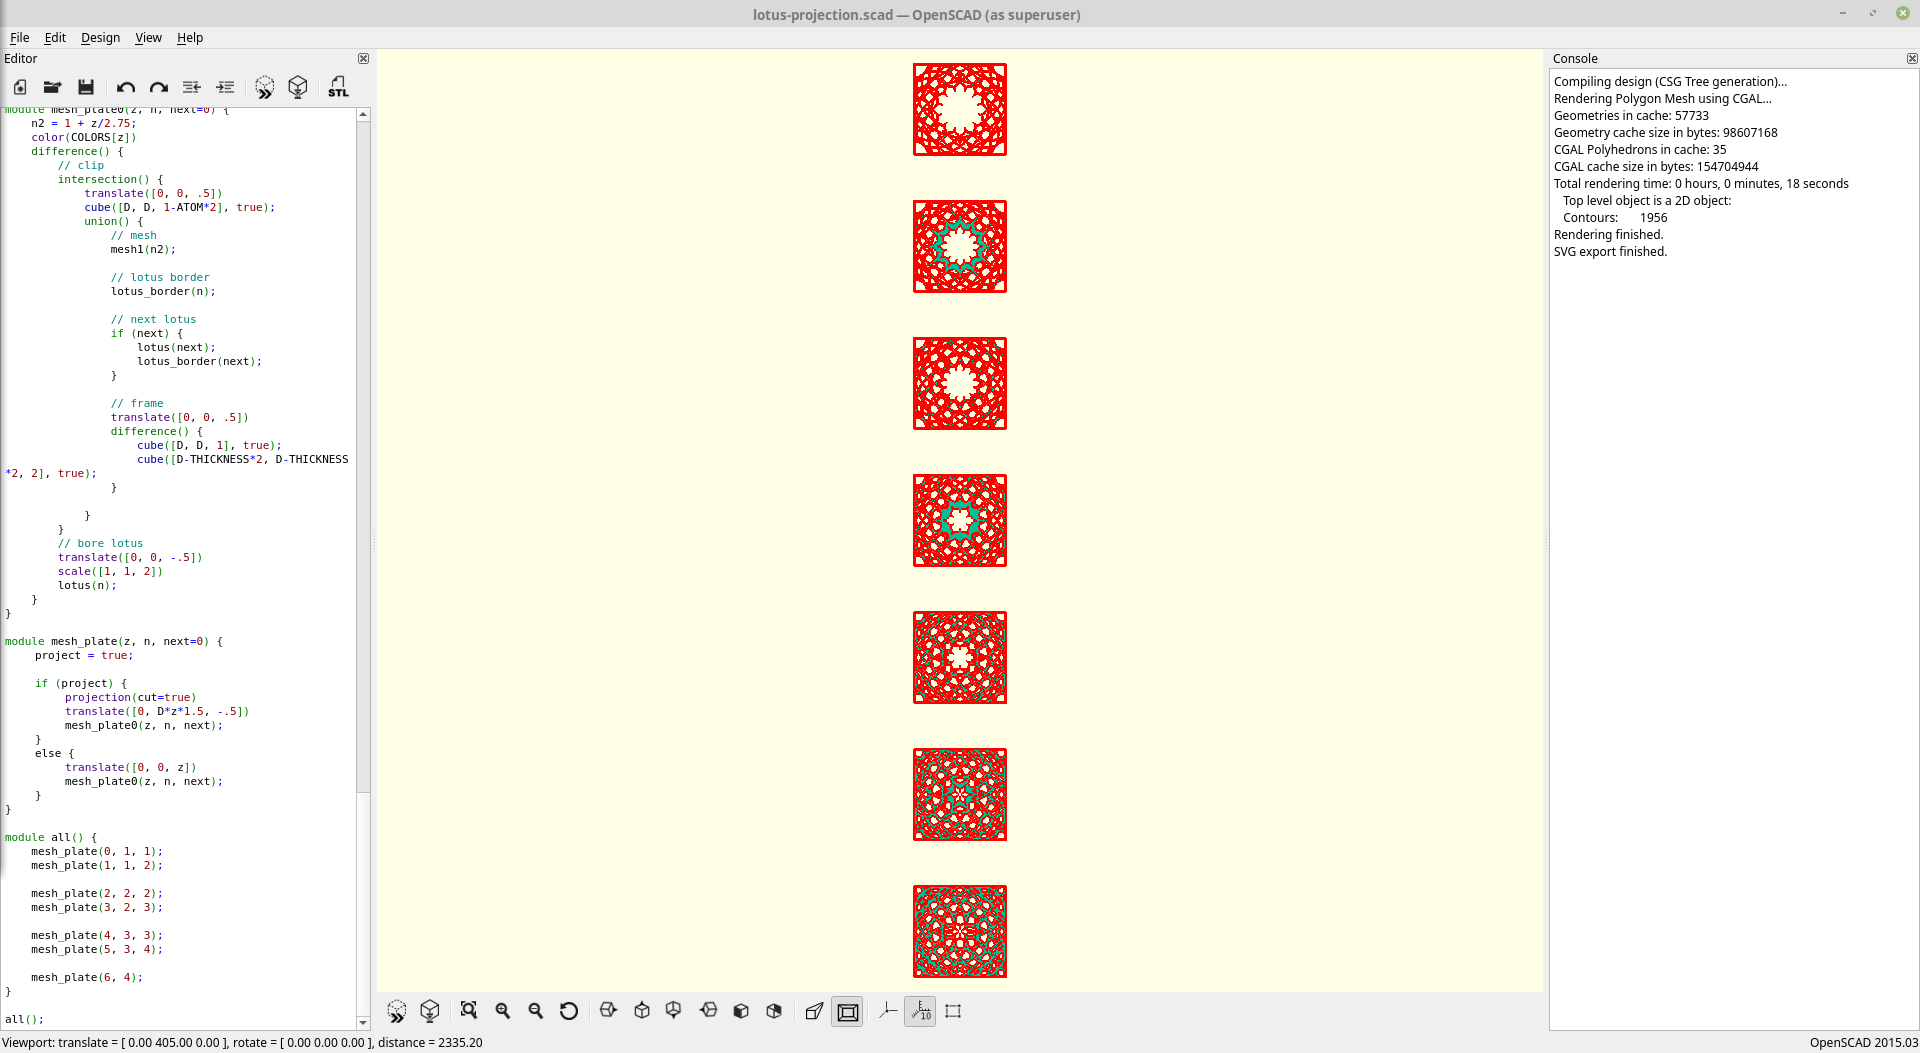 lotus-projection.scad — OpenSCAD (as superuser)
File Edit Design View Help
Editor
STL
module mesh_plate0(z, n, next=0) {
    n2 = 1 + z/2.75;
    color(COLORS[z])
    difference() {
        // clip
        intersection() {
            translate([0, 0, .5])
            cube([D, D, 1-ATOM*2], true);
            union() {
                // mesh
                mesh1(n2);
                // lotus border
                lotus_border(n);
                // next lotus
                if (next) {
                    lotus(next);
                    lotus_border(next);
                }
                // frame
                translate([0, 0, .5])
                difference() {
                    cube([D, D, 1], true);
                    cube([D-THICKNESS*2, D-THICKNESS
*2, 2], true);
                }
            }
        }
        // bore lotus
        translate([0, 0, -.5])
        scale([1, 1, 2])
        lotus(n);
    }
}
module mesh_plate(z, n, next=0) {
    project = true;
    if (project) {
        projection(cut=true)
        translate([0, D*z*1.5, -.5])
        mesh_plate0(z, n, next);
    }
    else {
        translate([0, 0, z])
        mesh_plate0(z, n, next);
    }
}
module all() {
    mesh_plate(0, 1, 1);
    mesh_plate(1, 1, 2);
    mesh_plate(2, 2, 2);
    mesh_plate(3, 2, 3);
    mesh_plate(4, 3, 3);
    mesh_plate(5, 3, 4);
    mesh_plate(6, 4);
}
all();
10
Console
Compiling design (CSG Tree generation)...
Rendering Polygon Mesh using CGAL...
Geometries in cache: 57733
Geometry cache size in bytes: 98607168
CGAL Polyhedrons in cache: 35
CGAL cache size in bytes: 154704944
Total rendering time: 0 hours, 0 minutes, 18 seconds
Top level object is a 2D object:
Contours: 1956
Rendering finished.
SVG export finished.
Viewport: translate = [ 0.00 405.00 0.00 ], rotate = [ 0.00 0.00 0.00 ], distance = 2335.20
OpenSCAD 2015.03